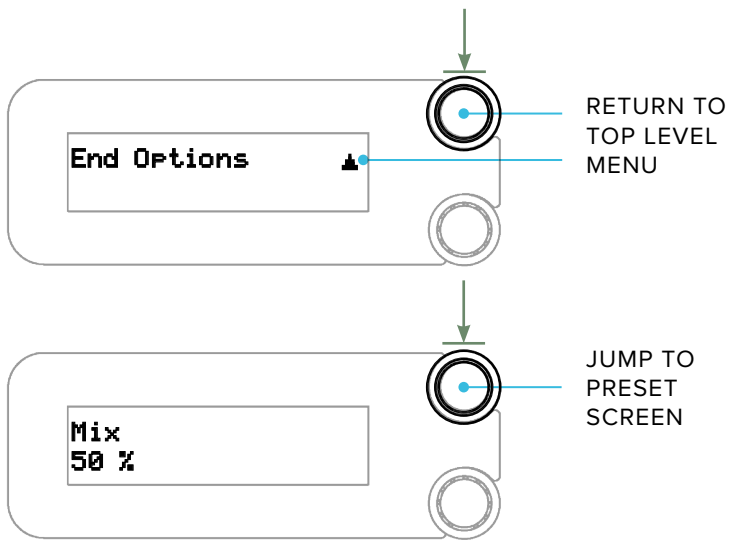 RETURN TO
TOP LEVEL
MENU
End Options
JUMP TO
PRESET
SCREEN
Mix
50 %